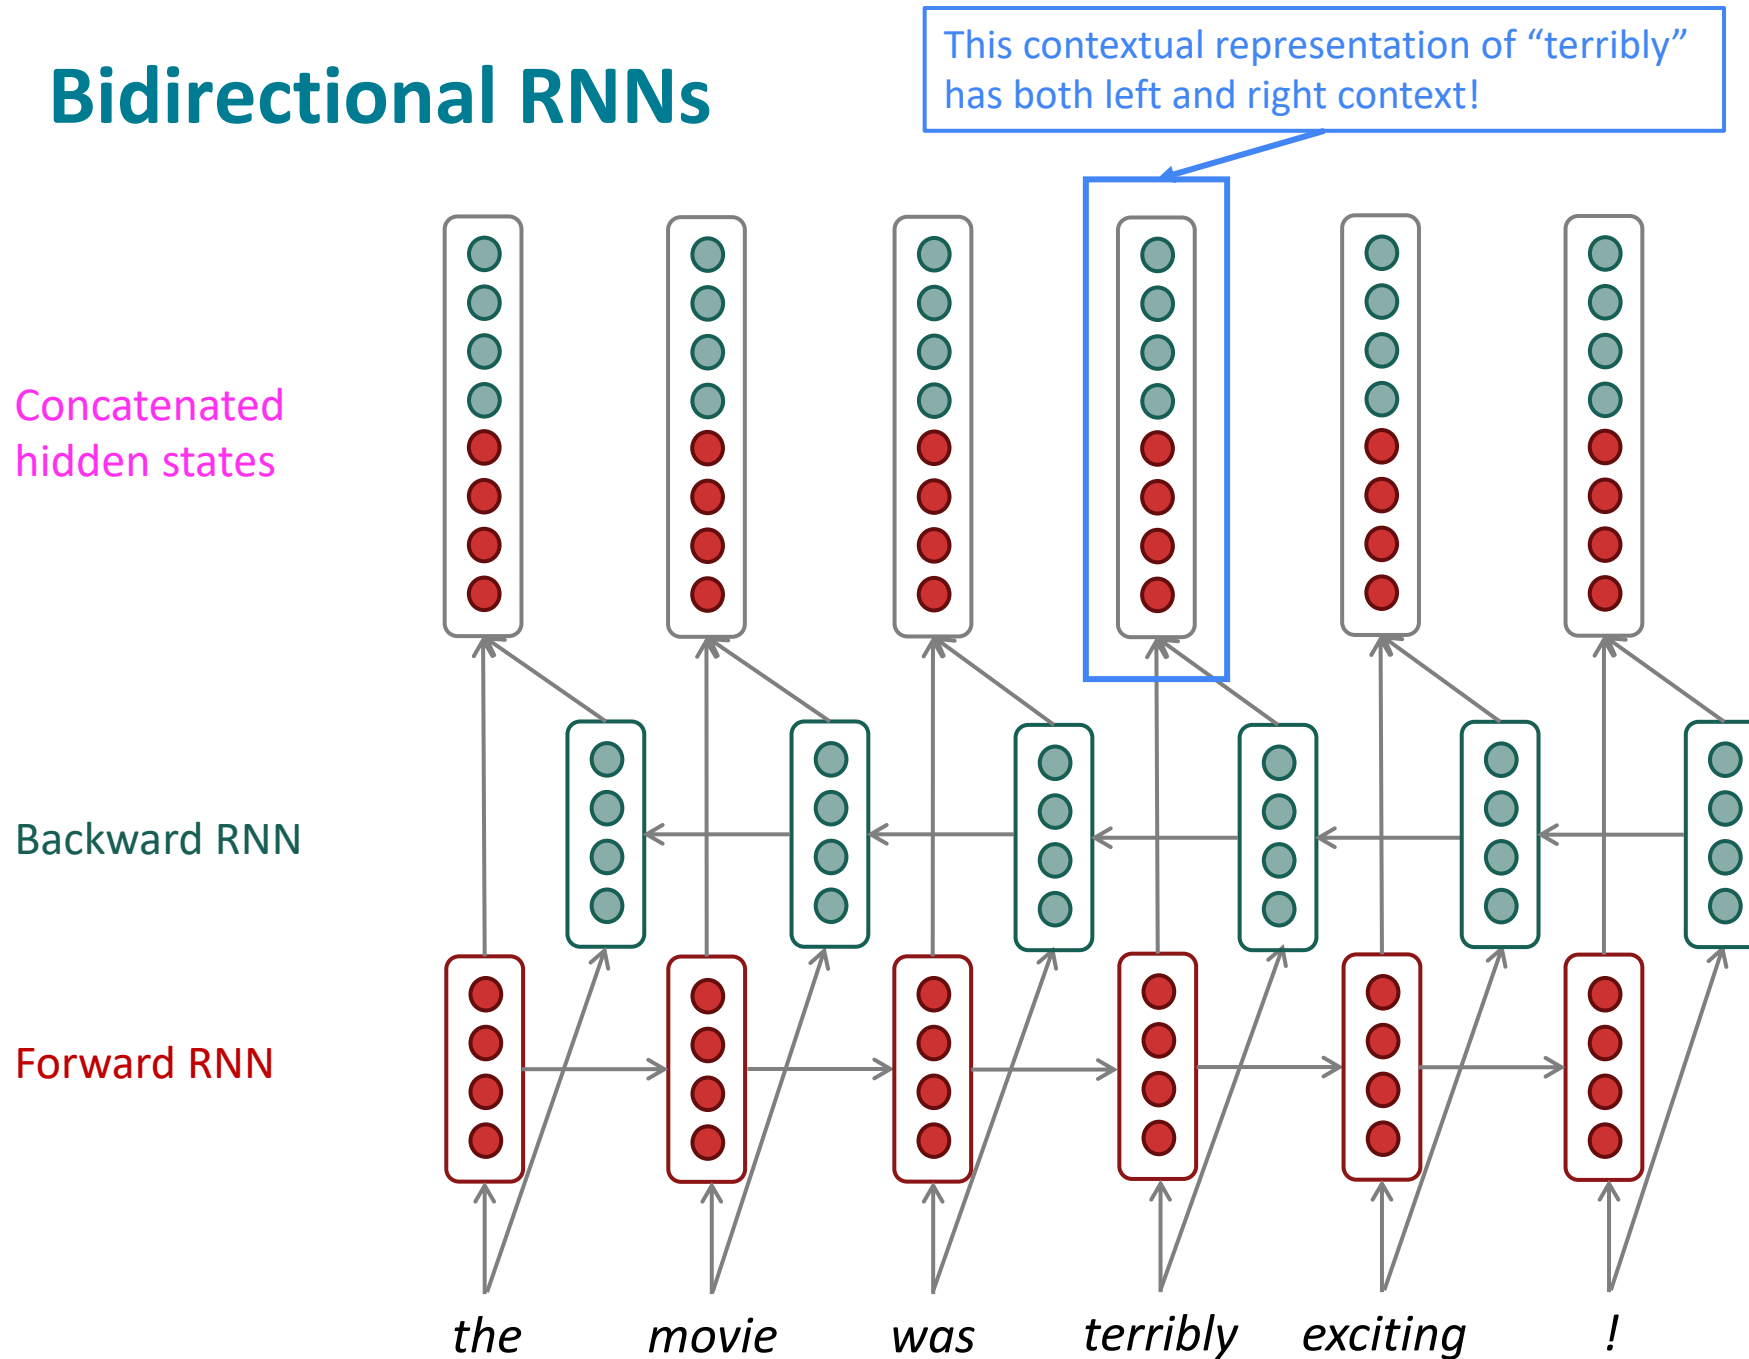 Bidirectional RNNs
This contextual representation of “terribly”
has both left and right context!
Concatenated
hidden states
Backward RNN
Forward RNN
the movie was terribly exciting !